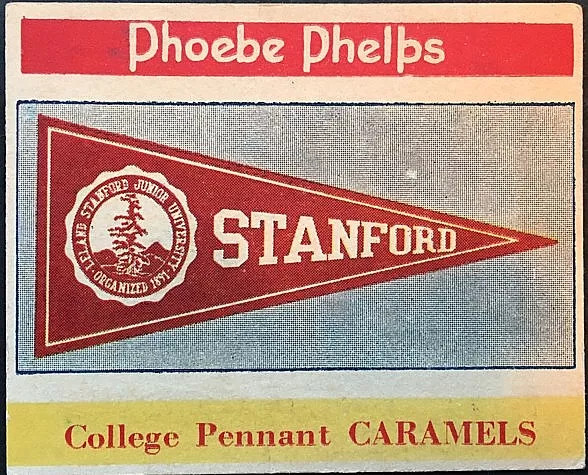 Phoebe Phelps
LELAND STANFORD JUNIOR UNIVERSITY
ORGANIZED 1891
STANFORD
College Pennant CARAMELS